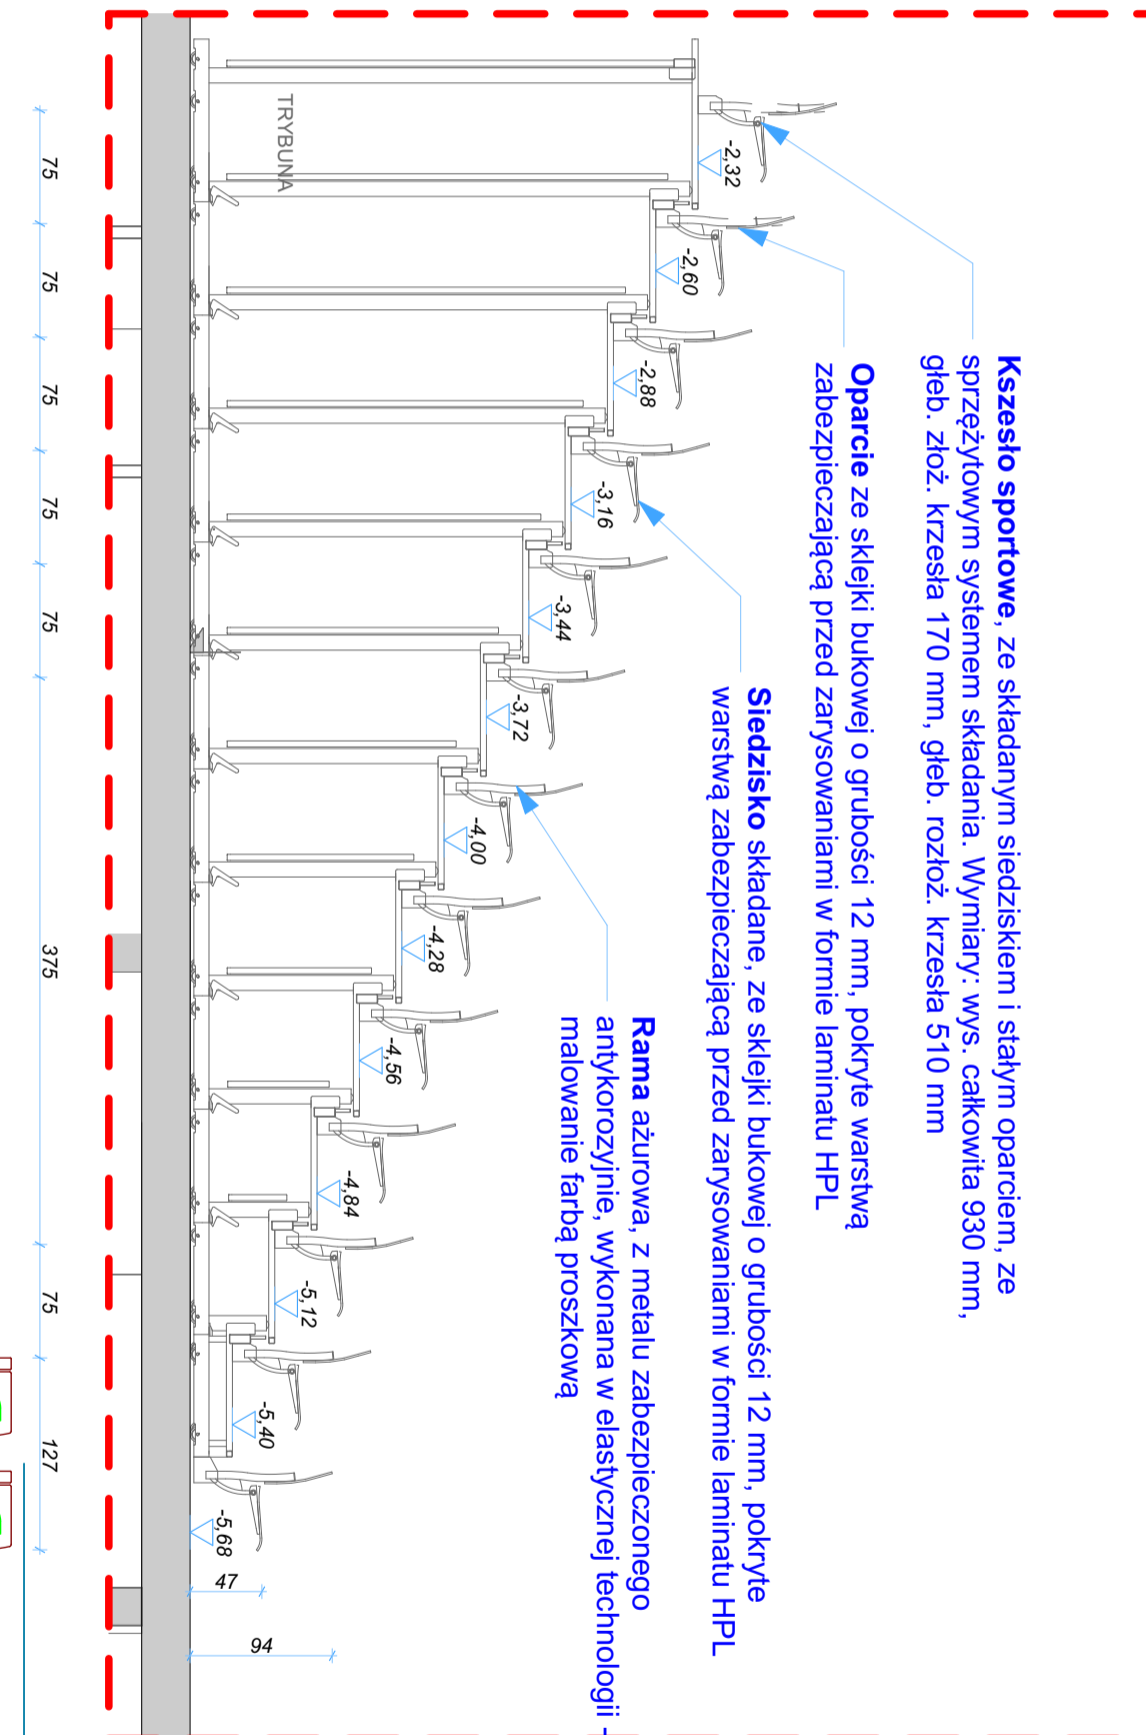 Kszesło sportowe, ze składanym siedziskiem i stałym oparciem, ze
sprzężytowym systemem składania. Wymiary: wys. całkowita 930 mm,
głeb. złoż. krzesła 170 mm, głeb. rozłoż. krzesła 510 mm
Oparcie ze sklejki bukowej o grubości 12 mm, pokryte warstwą
zabezpieczającą przed zarysowaniami w formie laminatu HPL
Siedzisko składane, ze sklejki bukowej o grubości 12 mm, pokryte
warstwą zabezpieczającą przed zarysowaniami w formie laminatu HPL
Rama ażurowa, z metalu zabezpieczonego
antykorozyjnie, wykonana w elastycznej technologii -
malowanie farbą proszkową
-2,32
-2,60
-2,88
-3,16
-3,44
-3,72
-4,00
-4,28
-4,56
-4,84
-5,12
-5,40
-5,68
TRYBUNA
47
94
75
75
75
75
75
375
75
127